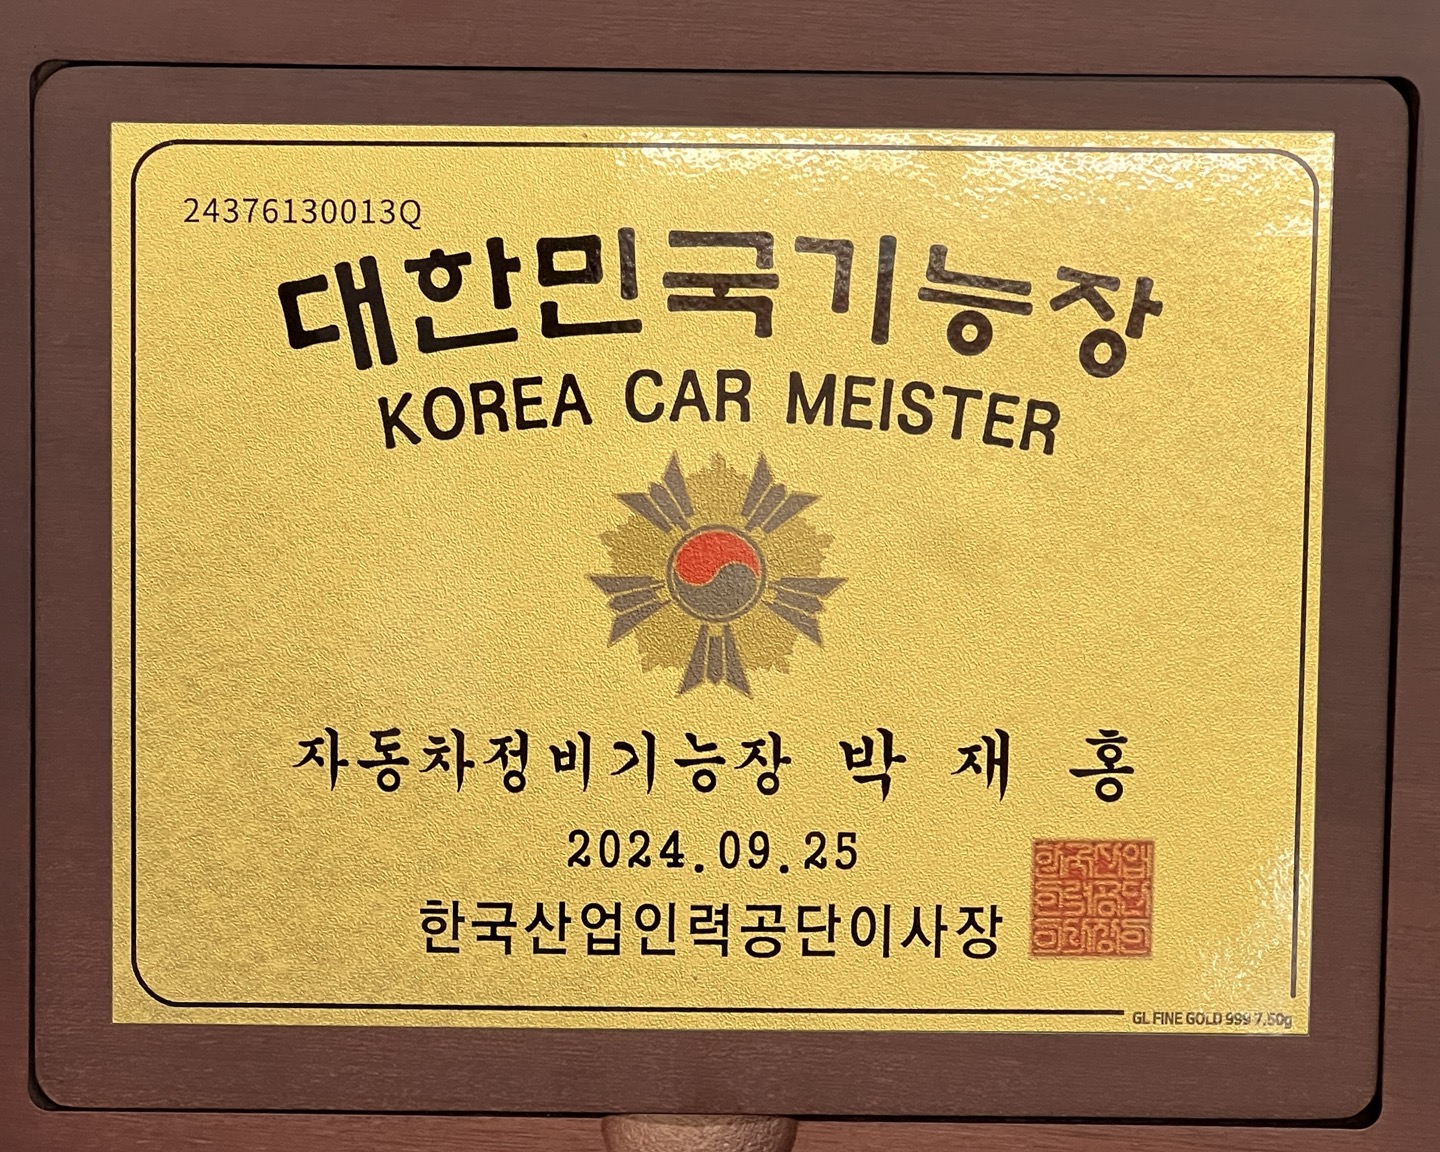 24376130013Q
대한민국기능장
KOREA CAR MEISTER
자동차정비기능장 박 재 홍
2024.09.25
한국산업인력공단이사장
GL FINE GOLD 999 7.50g